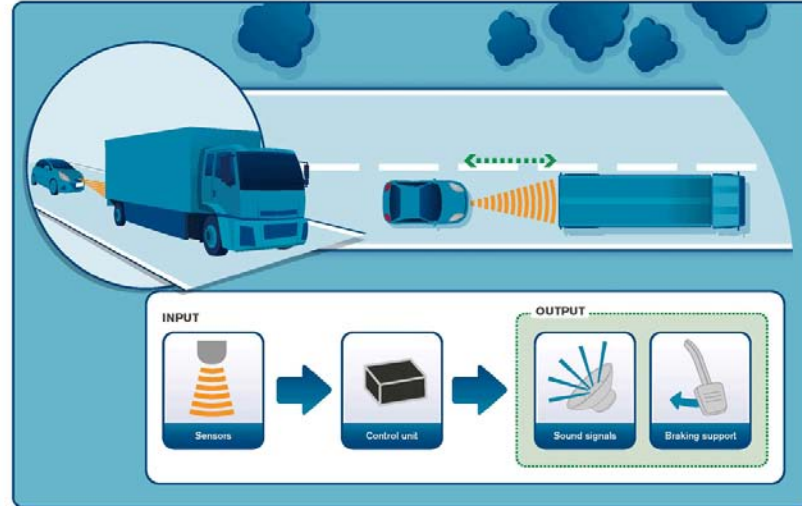 INPUT
OUTPUT
Sensors
Control unit
Sound signals
Braking support